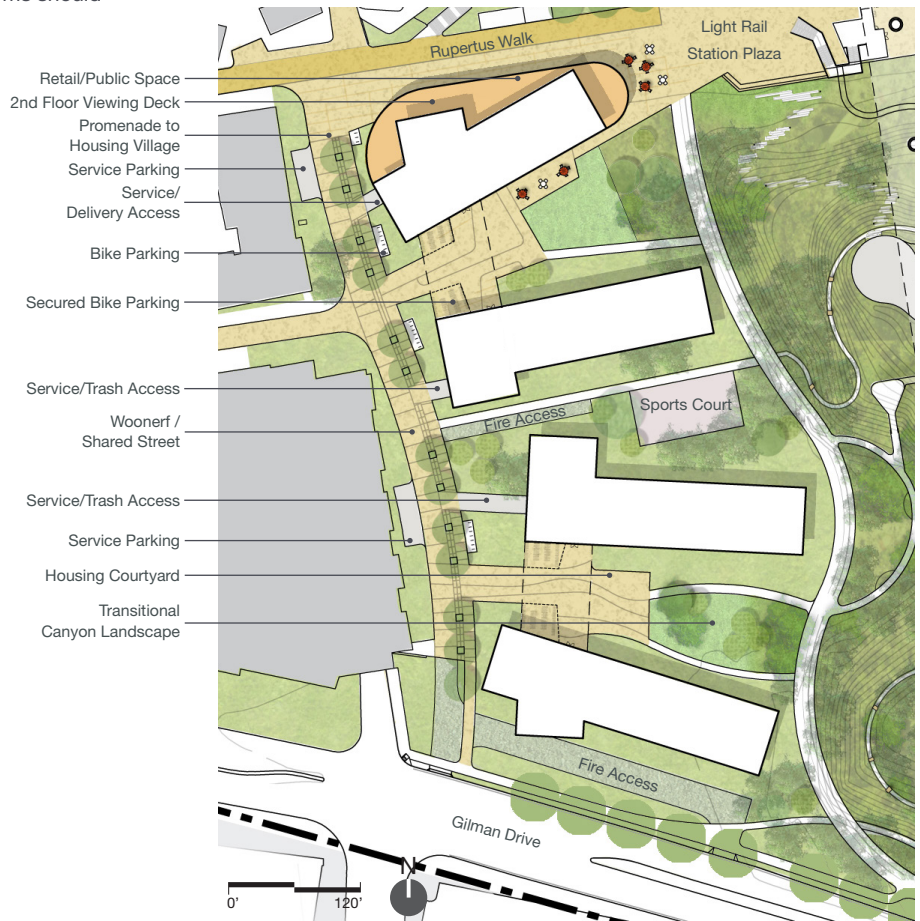 Rupertus Walk
Light Rail
Station Plaza
Retail/Public Space
2nd Floor Viewing Deck
Promenade to
Housing Village
Service Parking
Service/
Delivery Access
Bike Parking
Secured Bike Parking
Service/Trash Access
Sports Court
Fire Access
Woonerf /
Shared Street
Service/Trash Access
Service Parking
Housing Courtyard
Transitional
Canyon Landscape
Fire Access
Gilman Drive
N
0'
120'